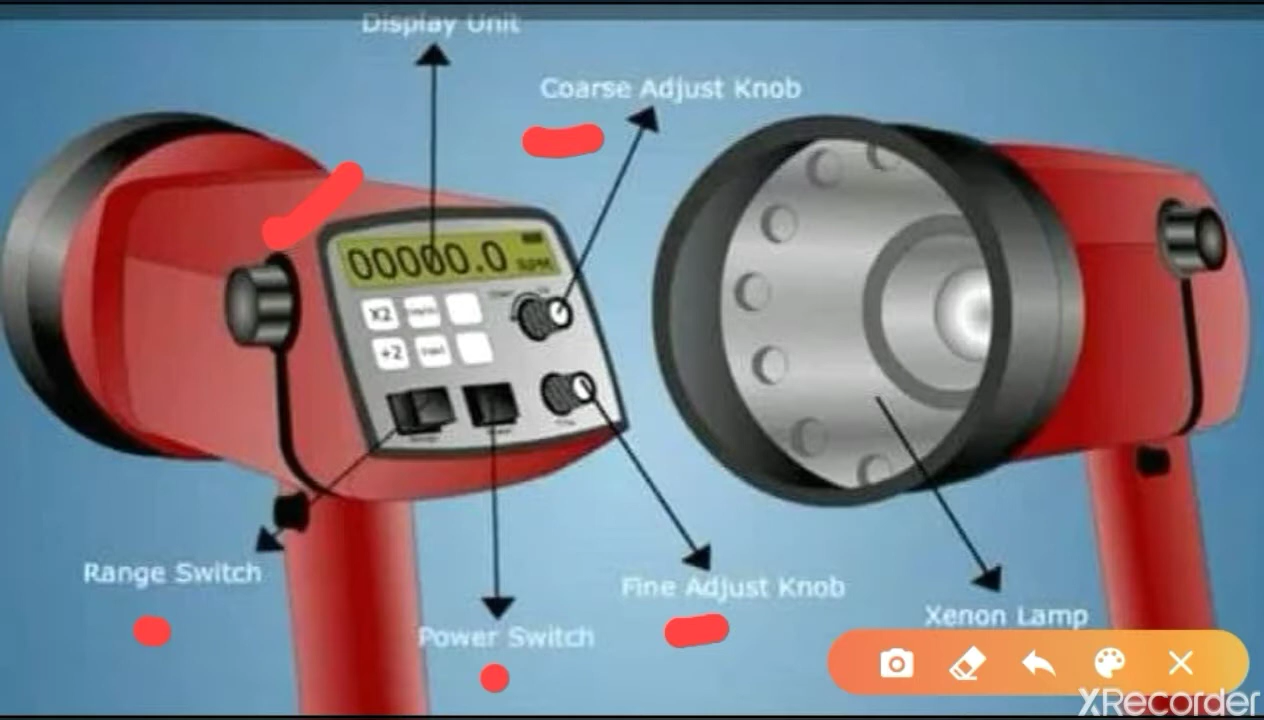 Display Unit
Coarse Adjust Knob
00000.0
RPM
X2
+2
Range Switch
Fine Adjust Knob
Xenon Lamp
Power Switch
XRecorder